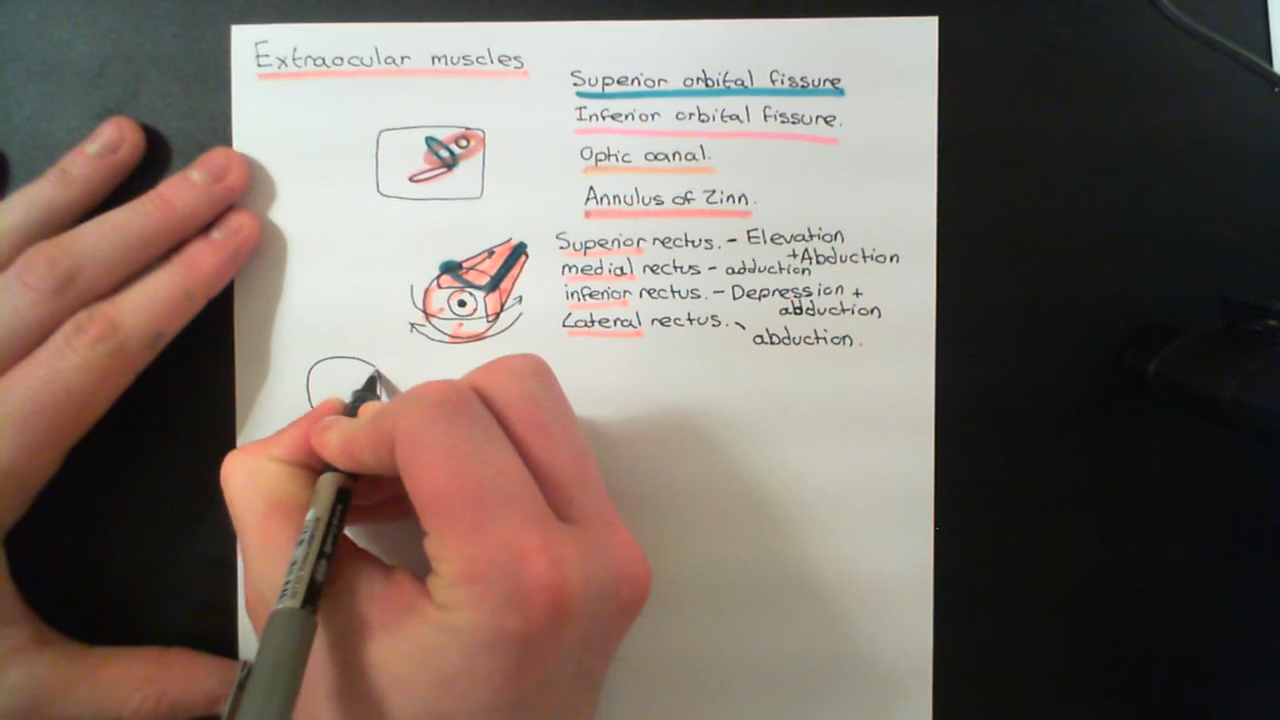 Extraocular muscles
Superior orbital fissure
Inferior orbital fissure.
Optic canal.
Annulus of Zinn.
Superior rectus. - Elevation
+Abduction
medial rectus - adduction
inferior rectus. - Depression +
abduction
Lateral rectus.
abduction.